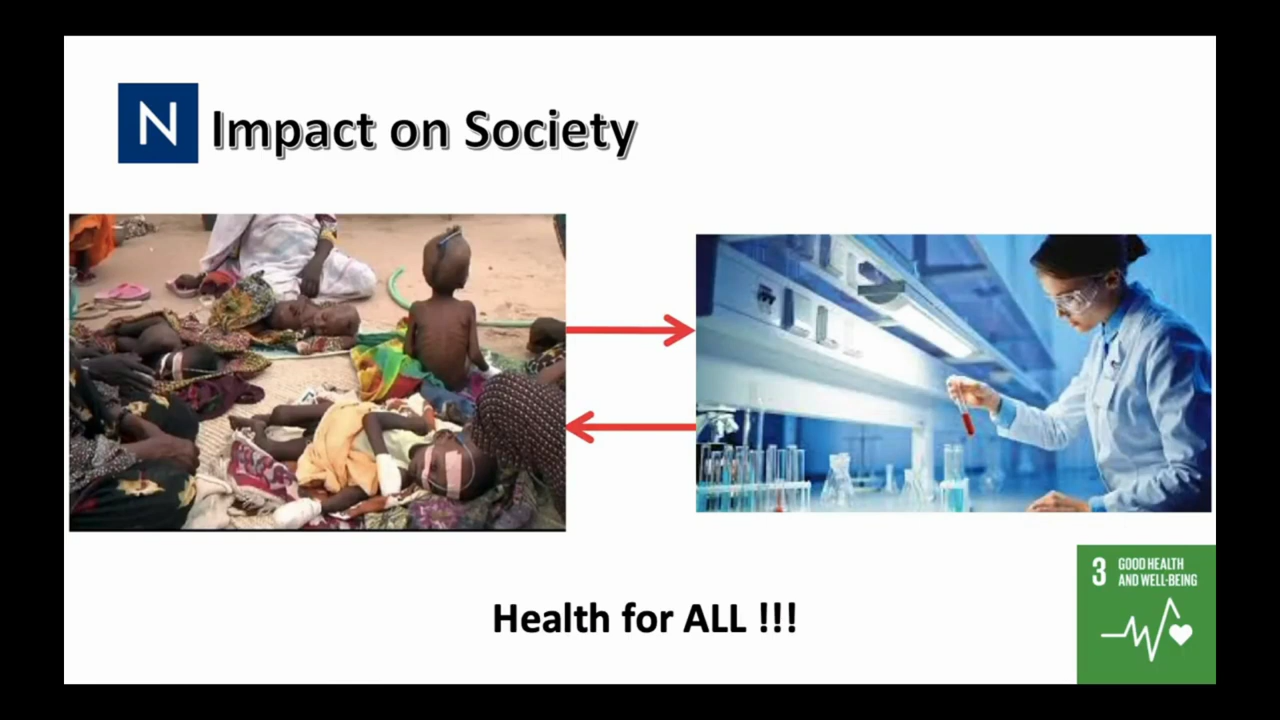 N
Impact on Society
Health for ALL !!!
3 GOOD HEALTH
AND WELL-BEING